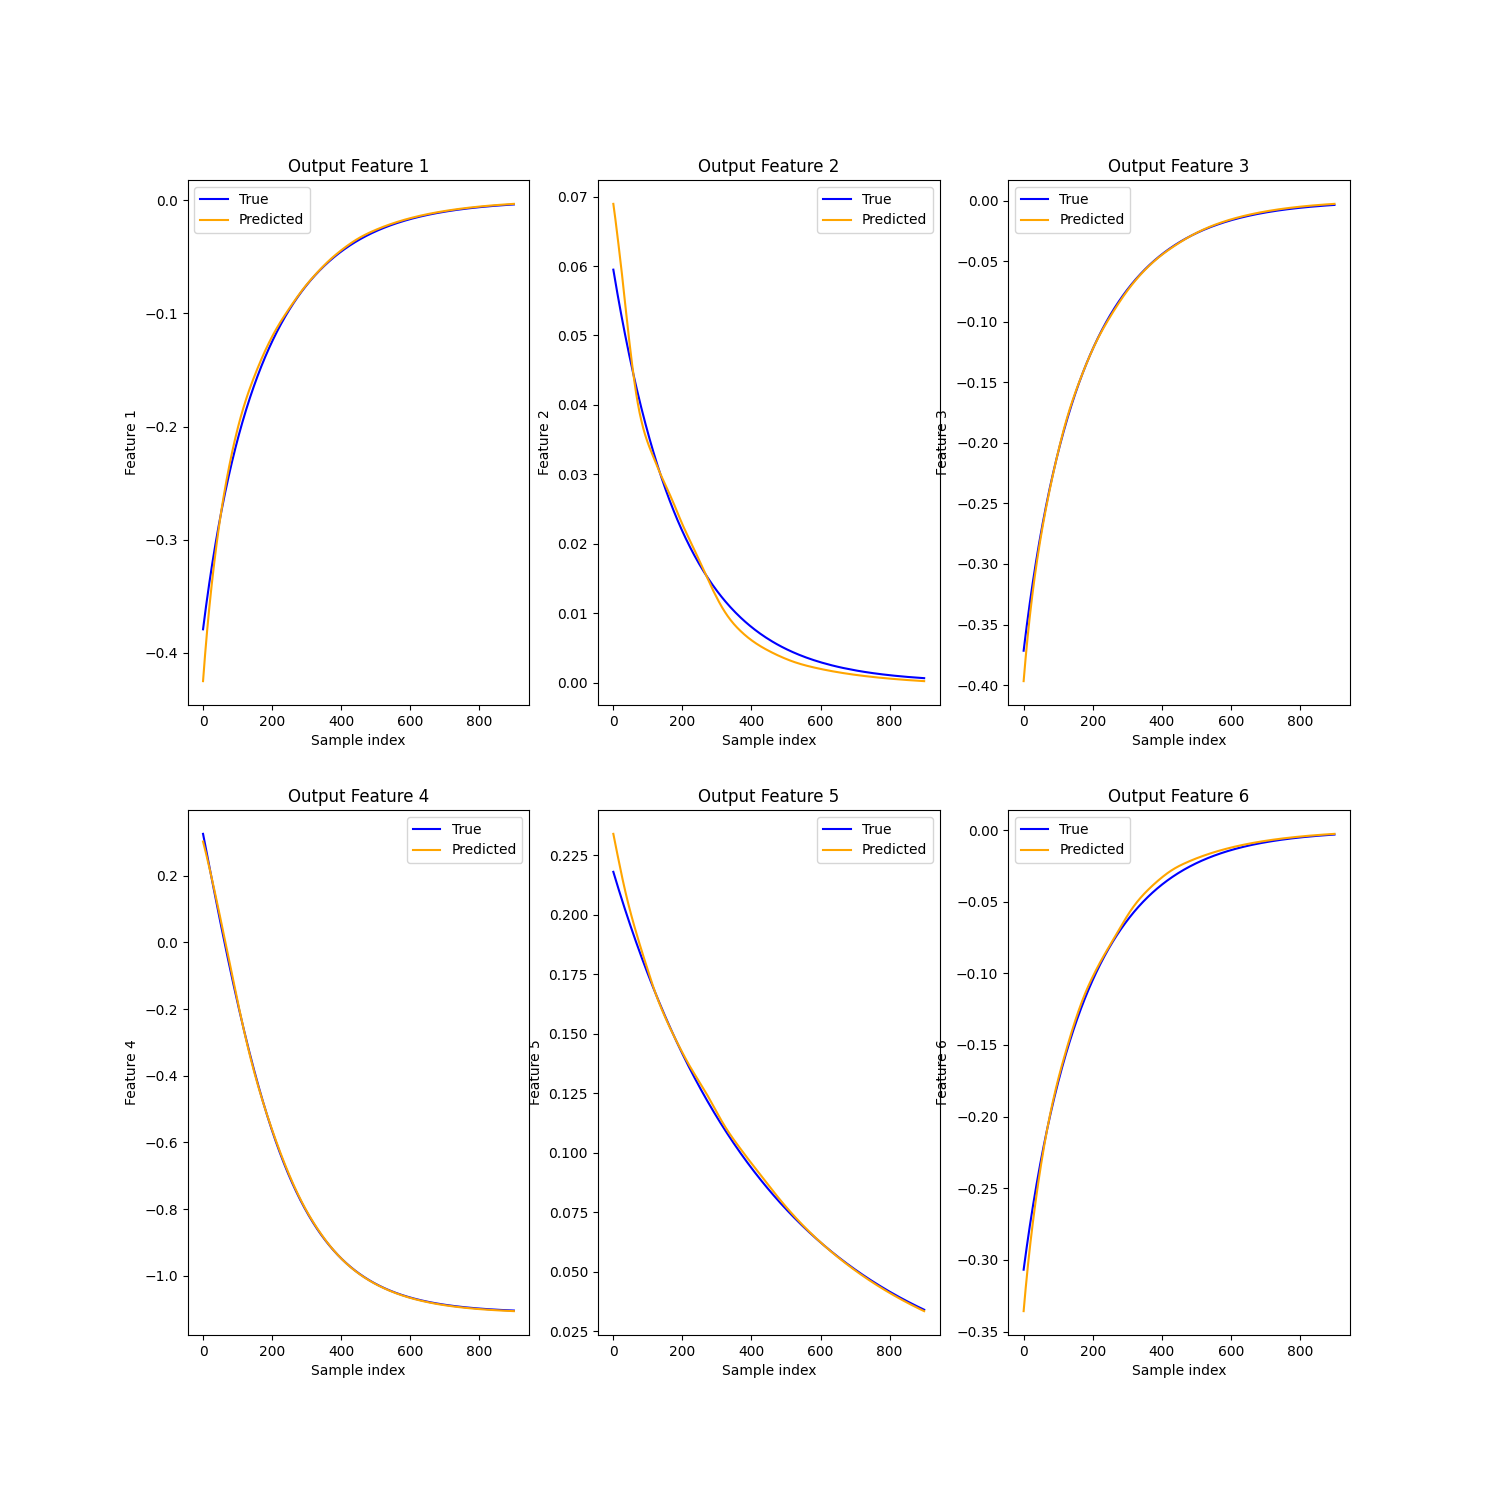 Output Feature 1
True
Predicted
0.0
−0.1
−0.2
−0.3
−0.4
Feature 1
0 200 400 600 800
Sample index
Output Feature 2
True
Predicted
0.07
0.06
0.05
0.04
0.03
0.02
0.01
0.00
Feature 2
0 200 400 600 800
Sample index
Output Feature 3
True
Predicted
0.00
−0.05
−0.10
−0.15
−0.20
−0.25
−0.30
−0.35
−0.40
Feature 3
0 200 400 600 800
Sample index
Output Feature 4
True
Predicted
0.2
0.0
−0.2
−0.4
−0.6
−0.8
−1.0
Feature 4
0 200 400 600 800
Sample index
Output Feature 5
True
Predicted
0.225
0.200
0.175
0.150
0.125
0.100
0.075
0.050
0.025
Feature 5
0 200 400 600 800
Sample index
Output Feature 6
True
Predicted
0.00
−0.05
−0.10
−0.15
−0.20
−0.25
−0.30
−0.35
Feature 6
0 200 400 600 800
Sample index